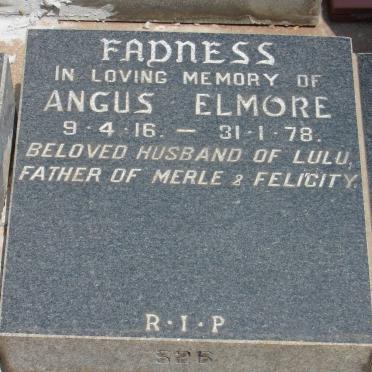 FADNESS
IN LOVING MEMORY OF
ANGUS ELMORE
9·4·16. — 31·1·78.
BELOVED HUSBAND OF LULU,
FATHER OF MERLE & FELICITY.
R·I·P